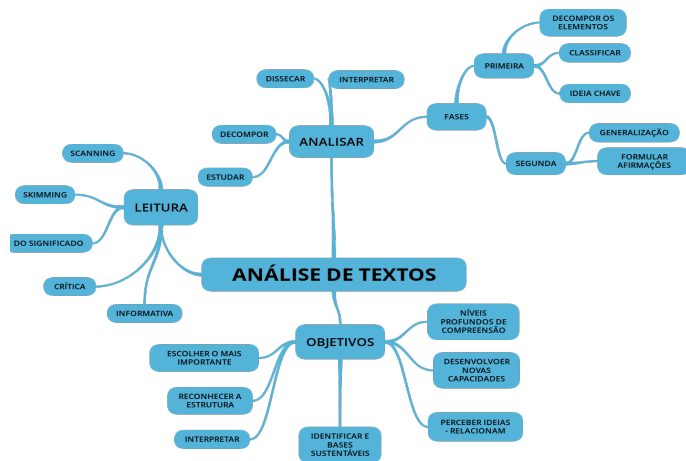 DECOMPOR OS
ELEMENTOS
CLASSIFICAR
PRIMEIRA
IDEIA CHAVE
DISSECAR
INTERPRETAR
FASES
DECOMPOR
ANALISAR
GENERALIZAÇÃO
FORMULAR
AFIRMAÇÕES
SEGUNDA
ESTUDAR
SCANNING
SKIMMING
LEITURA
DO SIGNIFICADO
CRÍTICA
INFORMATIVA
ANÁLISE DE TEXTOS
OBJETIVOS
NÍVEIS
PROFUNDOS DE
COMPREENSÃO
ESCOLHER O MAIS
IMPORTANTE
DESENVOLVOER
NOVAS
CAPACIDADES
RECONHECER A
ESTRUTURA
PERCEBER IDEIAS
- RELACIONAM
INTERPRETAR
IDENTIFICAR E
BASES
SUSTENTÁVEIS